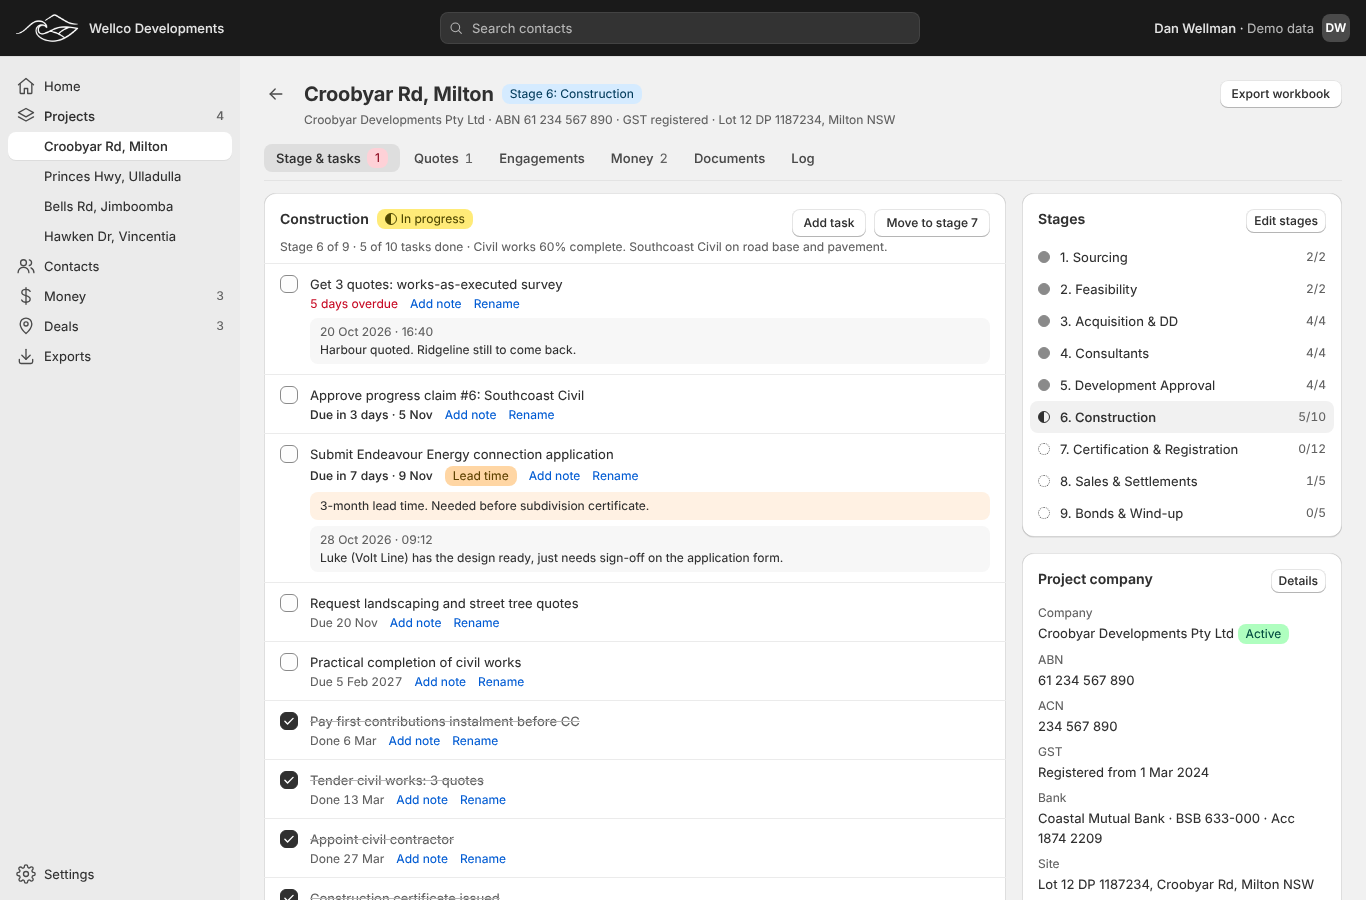 Wellco Developments
Search contacts
Dan Wellman · Demo data
DW
Home
Projects 4
Croobyar Rd, Milton
Princes Hwy, Ulladulla
Bells Rd, Jimboomba
Hawken Dr, Vincentia
Contacts
Money 3
Deals 3
Exports
Settings
Croobyar Rd, Milton Stage 6: Construction
Export workbook
Croobyar Developments Pty Ltd · ABN 61 234 567 890 · GST registered · Lot 12 DP 1187234, Milton NSW
Stage & tasks 1 Quotes 1 Engagements Money 2 Documents Log
Construction In progress
Add task Move to stage 7
Stage 6 of 9 · 5 of 10 tasks done · Civil works 60% complete. Southcoast Civil on road base and pavement.
Get 3 quotes: works-as-executed survey
5 days overdue Add note Rename
20 Oct 2026 · 16:40
Harbour quoted. Ridgeline still to come back.
Approve progress claim #6: Southcoast Civil
Due in 3 days · 5 Nov Add note Rename
Submit Endeavour Energy connection application
Due in 7 days · 9 Nov Lead time Add note Rename
3-month lead time. Needed before subdivision certificate.
28 Oct 2026 · 09:12
Luke (Volt Line) has the design ready, just needs sign-off on the application form.
Request landscaping and street tree quotes
Due 20 Nov Add note Rename
Practical completion of civil works
Due 5 Feb 2027 Add note Rename
Pay first contributions instalment before CC
Done 6 Mar Add note Rename
Tender civil works: 3 quotes
Done 13 Mar Add note Rename
Appoint civil contractor
Done 27 Mar Add note Rename
Construction certificate issued
Stages
Edit stages
1. Sourcing 2/2
2. Feasibility 2/2
3. Acquisition & DD 4/4
4. Consultants 4/4
5. Development Approval 4/4
6. Construction 5/10
7. Certification & Registration 0/12
8. Sales & Settlements 1/5
9. Bonds & Wind-up 0/5
Project company
Details
Company
Croobyar Developments Pty Ltd Active
ABN
61 234 567 890
ACN
234 567 890
GST
Registered from 1 Mar 2024
Bank
Coastal Mutual Bank · BSB 633-000 · Acc
1874 2209
Site
Lot 12 DP 1187234, Croobyar Rd, Milton NSW